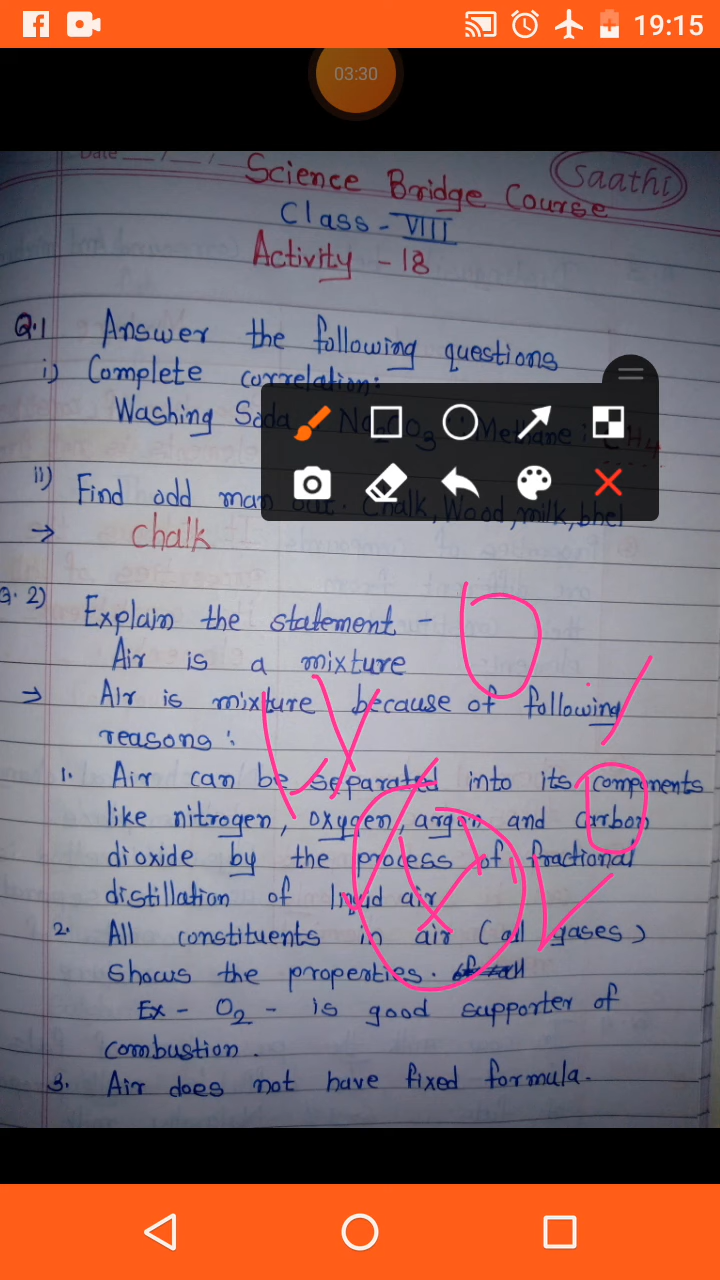 19:15
03:30
Date
Saathi
Science Bridge Course
Class - VIII
Activity - 18
Q.1 Answer the following questions
i) Complete correlation:
Washing Soda Na2CO3 : Methane : CH4
ii) Find odd man out. Chalk, Wood, milk, bhel
→ Chalk
Q. 2) Explain the statement -
Air is a mixture
→ Air is mixture because of following
reasons :
1. Air can be separated into its components
like nitrogen, oxygen, argon and carbon
dioxide by the process of fractional
distillation of liquid air
2. All constituents in air (all gases)
shows the properties.
Ex - O2 - is good supporter of
combustion.
3. Air does not have fixed formula.